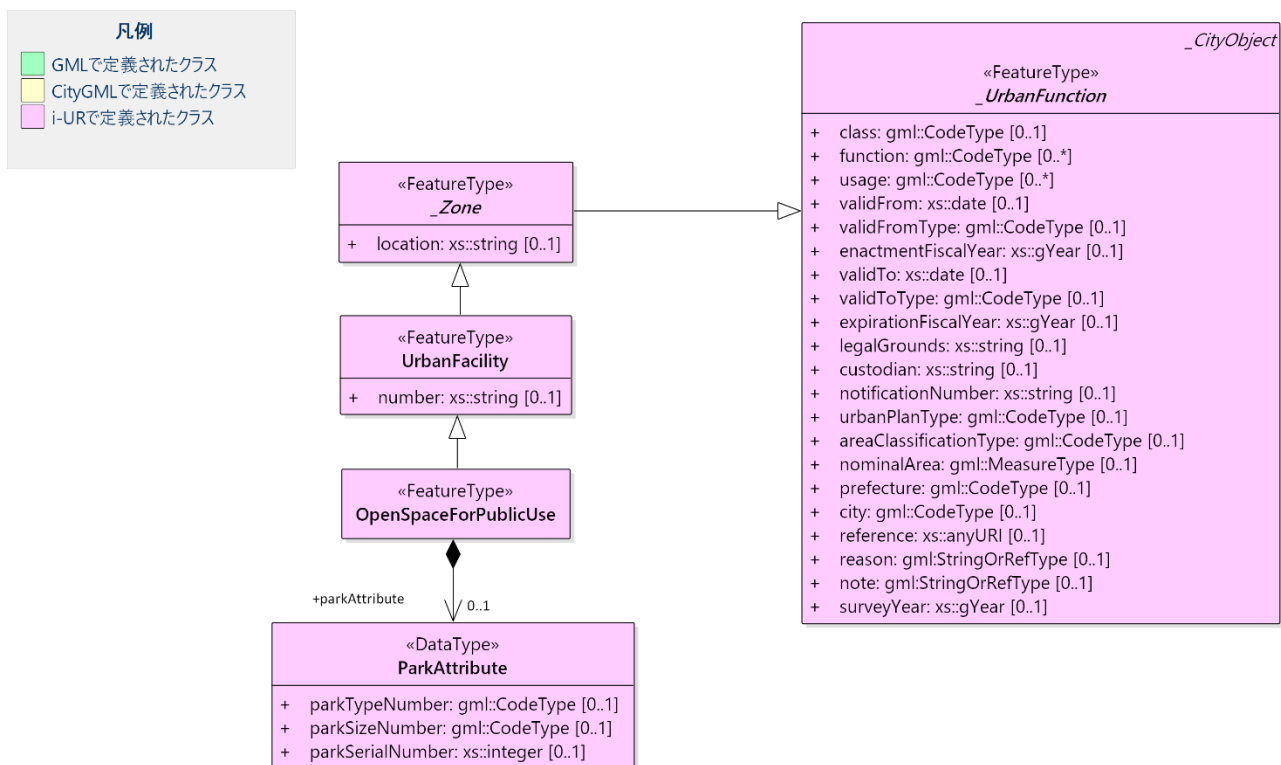 凡例
GMLで定義されたクラス
CityGMLで定義されたクラス
i-URで定義されたクラス
_CityObject
«FeatureType»
_UrbanFunction
+ class: gml::CodeType [0..1]
+ function: gml::CodeType [0..*]
+ usage: gml::CodeType [0..*]
+ validFrom: xs::date [0..1]
+ validFromType: gml::CodeType [0..1]
+ enactmentFiscalYear: xs::gYear [0..1]
+ validTo: xs::date [0..1]
+ validToType: gml::CodeType [0..1]
+ expirationFiscalYear: xs::gYear [0..1]
+ legalGrounds: xs::string [0..1]
+ custodian: xs::string [0..1]
+ notificationNumber: xs::string [0..1]
+ urbanPlanType: gml::CodeType [0..1]
+ areaClassificationType: gml::CodeType [0..1]
+ nominalArea: gml::MeasureType [0..1]
+ prefecture: gml::CodeType [0..1]
+ city: gml::CodeType [0..1]
+ reference: xs::anyURI [0..1]
+ reason: gml:StringOrRefType [0..1]
+ note: gml:StringOrRefType [0..1]
+ surveyYear: xs::gYear [0..1]
«FeatureType»
_Zone
+ location: xs::string [0..1]
«FeatureType»
UrbanFacility
+ number: xs::string [0..1]
«FeatureType»
OpenSpaceForPublicUse
+parkAttribute
0..1
«DataType»
ParkAttribute
+ parkTypeNumber: gml::CodeType [0..1]
+ parkSizeNumber: gml::CodeType [0..1]
+ parkSerialNumber: xs::integer [0..1]